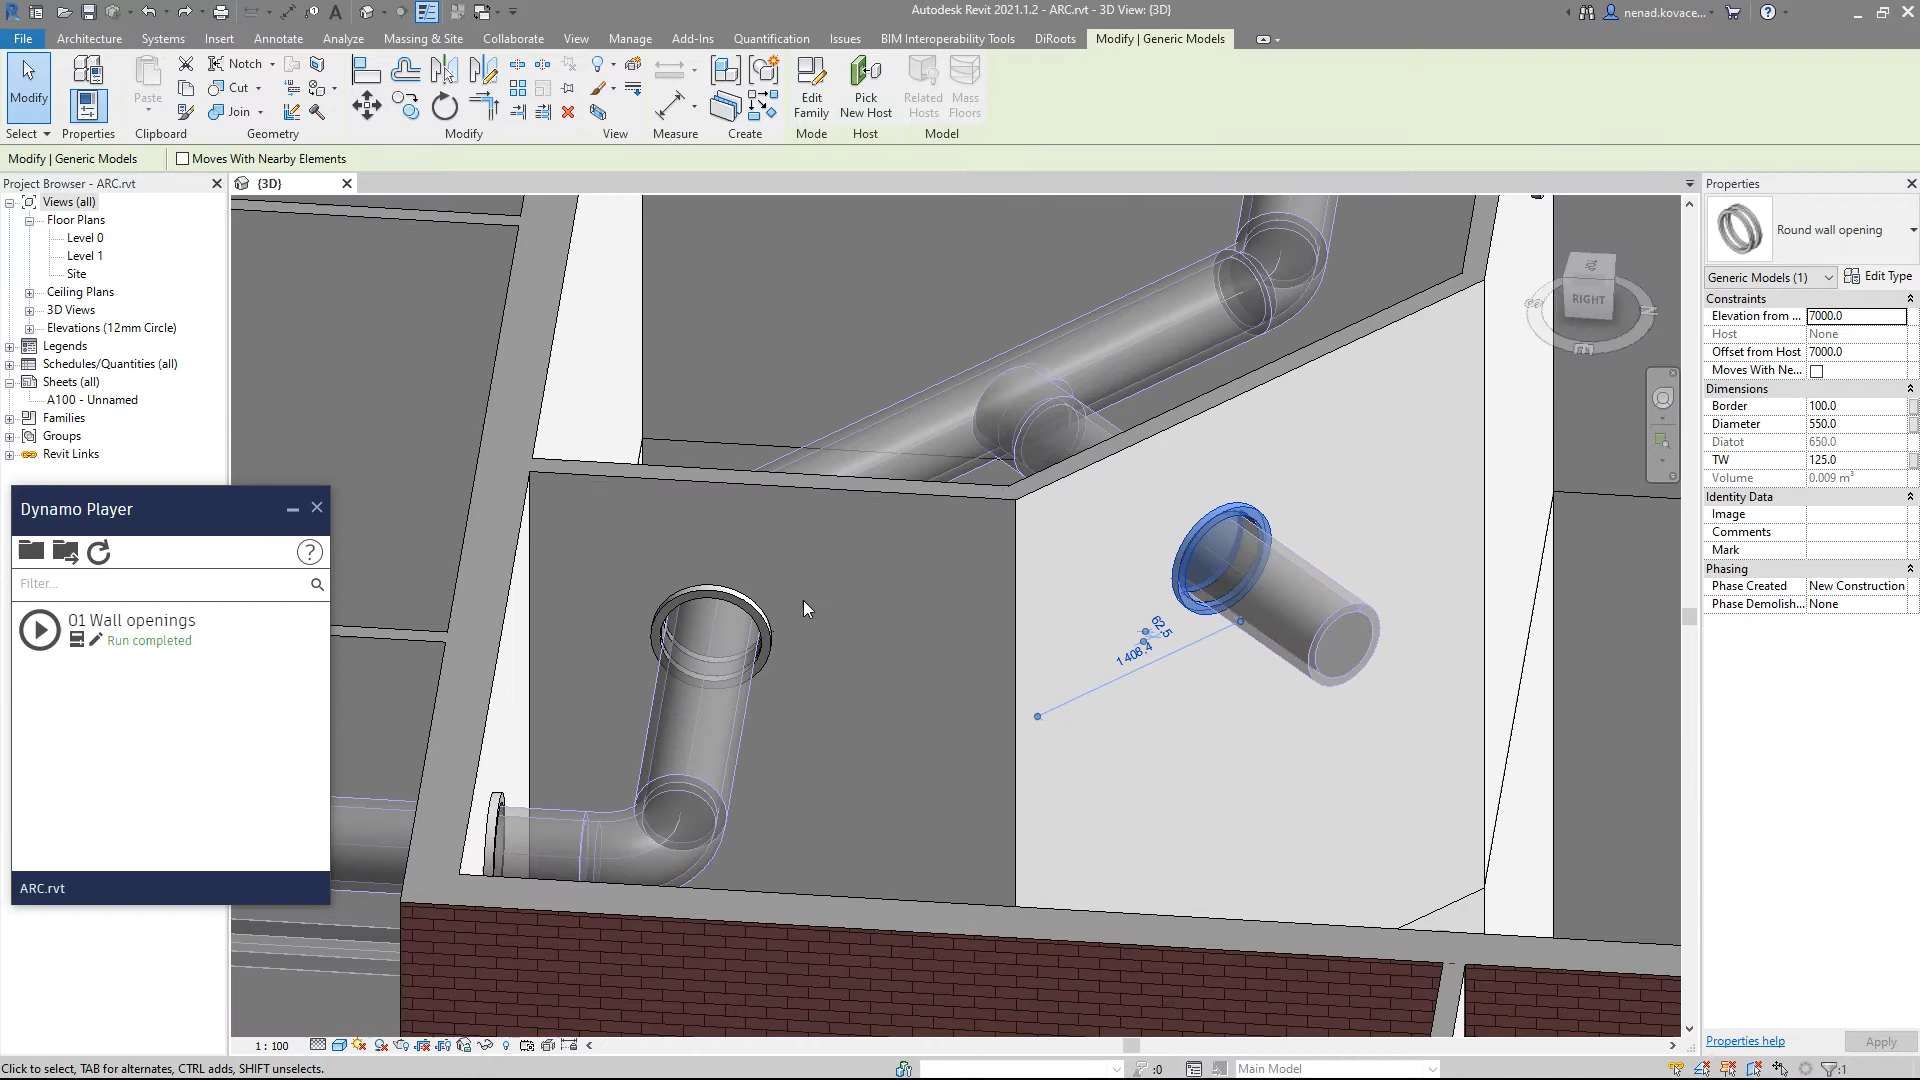 Autodesk Revit 2021.1.2 - ARC.rvt - 3D View: {3D}
nenad.kovace...
File Architecture Systems Insert Annotate Analyze Massing & Site Collaborate View Manage Add-Ins Quantification Issues BIM Interoperability Tools DiRoots Modify | Generic Models
Modify
Paste
Notch
Cut
Join
Edit Family
Pick New Host
Related Hosts
Mass Floors
Select Properties Clipboard Geometry Modify View Measure Create Mode Host Model
Modify | Generic Models
Moves With Nearby Elements
Project Browser - ARC.rvt
Views (all)
Floor Plans
Level 0
Level 1
Site
Ceiling Plans
3D Views
Elevations (12mm Circle)
Legends
Schedules/Quantities (all)
Sheets (all)
A100 - Unnamed
Families
Groups
Revit Links
Dynamo Player
?
Filter...
01 Wall openings
Run completed
ARC.rvt
{3D}
RIGHT
62.5
1408.4
Properties
Round wall opening
Generic Models (1)
Edit Type
Constraints
Elevation from ... 7000.0
Host None
Offset from Host 7000.0
Moves With Ne...
Dimensions
Border 100.0
Diameter 550.0
Diatot 650.0
TW 125.0
Volume 0.009 m³
Identity Data
Image
Comments
Mark
Phasing
Phase Created New Construction
Phase Demolish... None
Properties help
Apply
1 : 100
Click to select, TAB for alternates, CTRL adds, SHIFT unselects.
:0
Main Model
:1